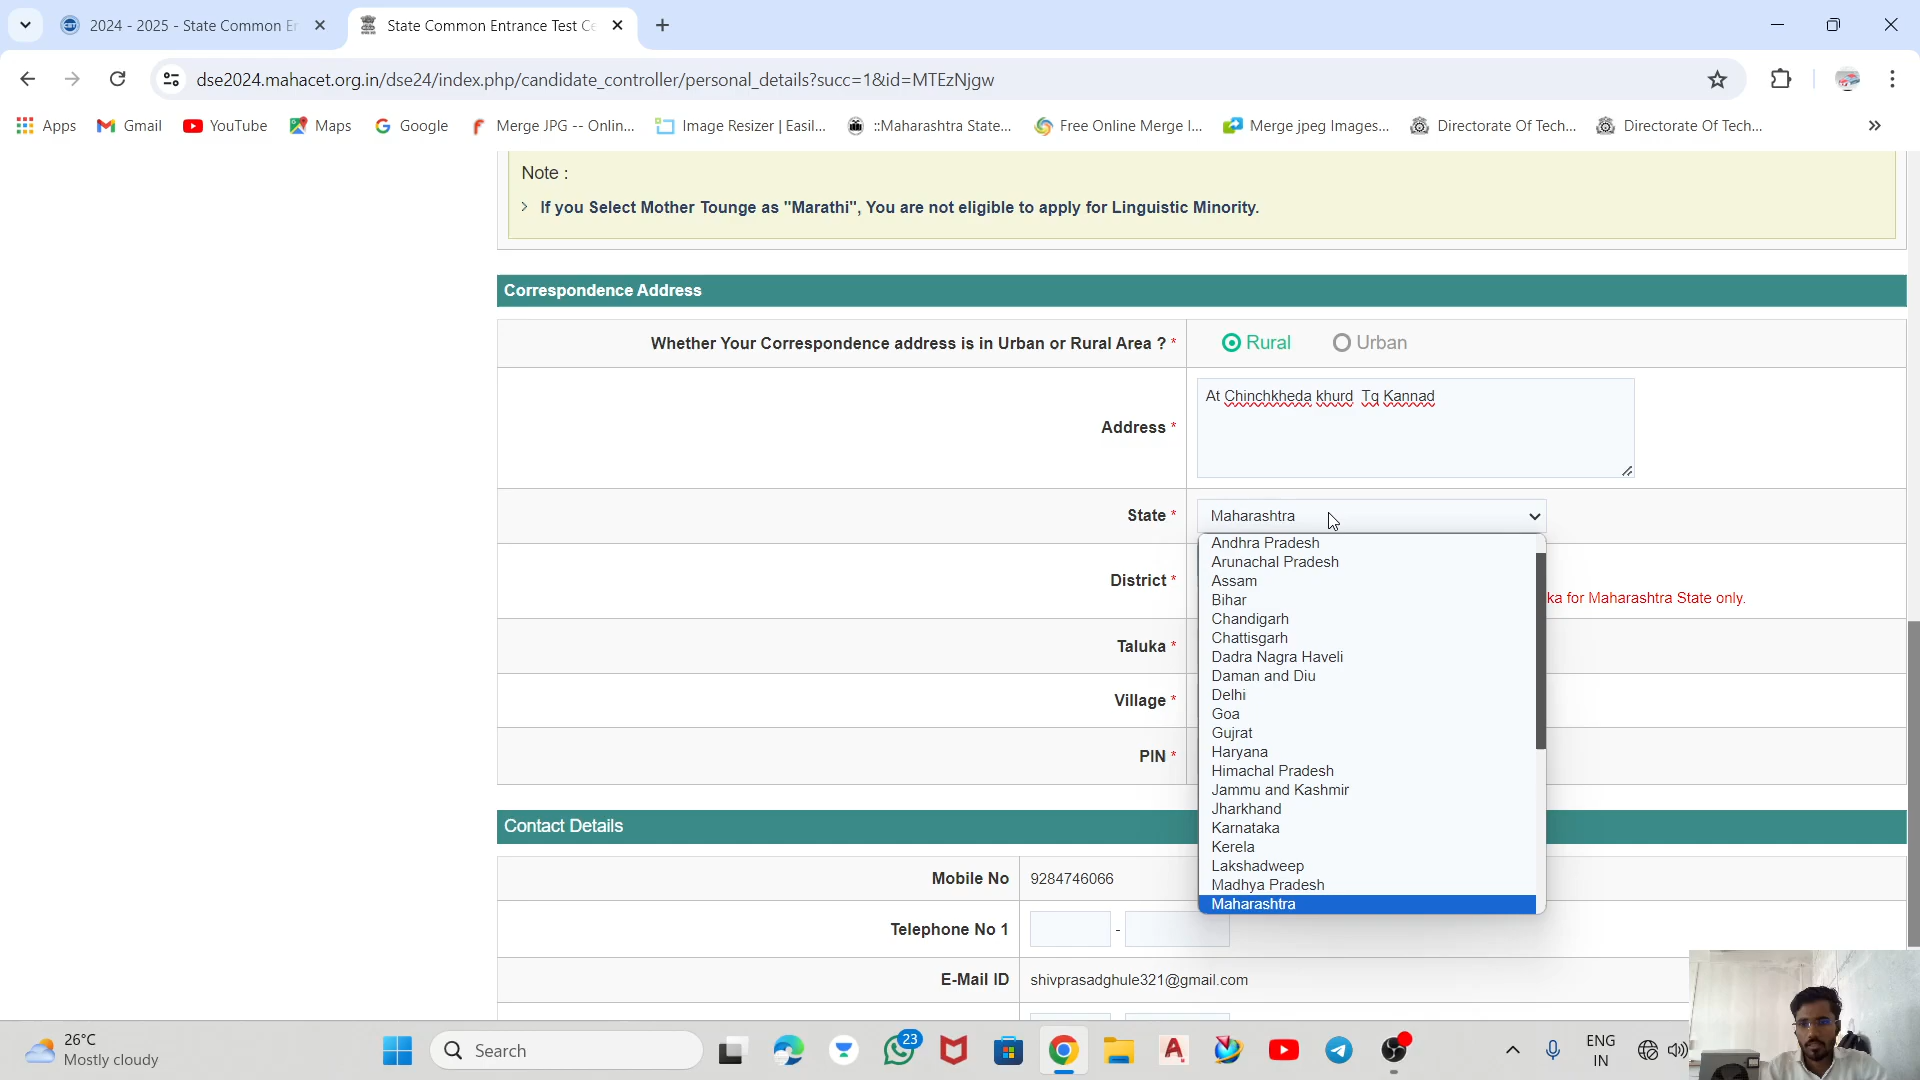 2024 - 2025 - State Common Er
State Common Entrance Test Ce
dse2024.mahacet.org.in/dse24/index.php/candidate_controller/personal_details?succ=1&id=MTEzNjgw
Apps
Gmail
YouTube
Maps
Google
Merge JPG -- Onlin...
Image Resizer | Easil...
::Maharashtra State...
Free Online Merge I...
Merge jpeg Images...
Directorate Of Tech...
Directorate Of Tech...
Note :
If you Select Mother Tounge as "Marathi", You are not eligible to apply for Linguistic Minority.
Correspondence Address
Whether Your Correspondence address is in Urban or Rural Area ? *
Rural
Urban
Address *
At Chinchkheda khurd Tq Kannad
State *
Maharashtra
Andhra Pradesh
Arunachal Pradesh
Assam
Bihar
Chandigarh
Chattisgarh
Dadra Nagra Haveli
Daman and Diu
Delhi
Goa
Gujrat
Haryana
Himachal Pradesh
Jammu and Kashmir
Jharkhand
Karnataka
Kerela
Lakshadweep
Madhya Pradesh
Maharashtra
District *
ka for Maharashtra State only.
Taluka *
Village *
PIN *
Contact Details
Mobile No
9284746066
Telephone No 1
-
E-Mail ID
shivprasadghule321@gmail.com
26°C
Mostly cloudy
Search
23
ENG
IN